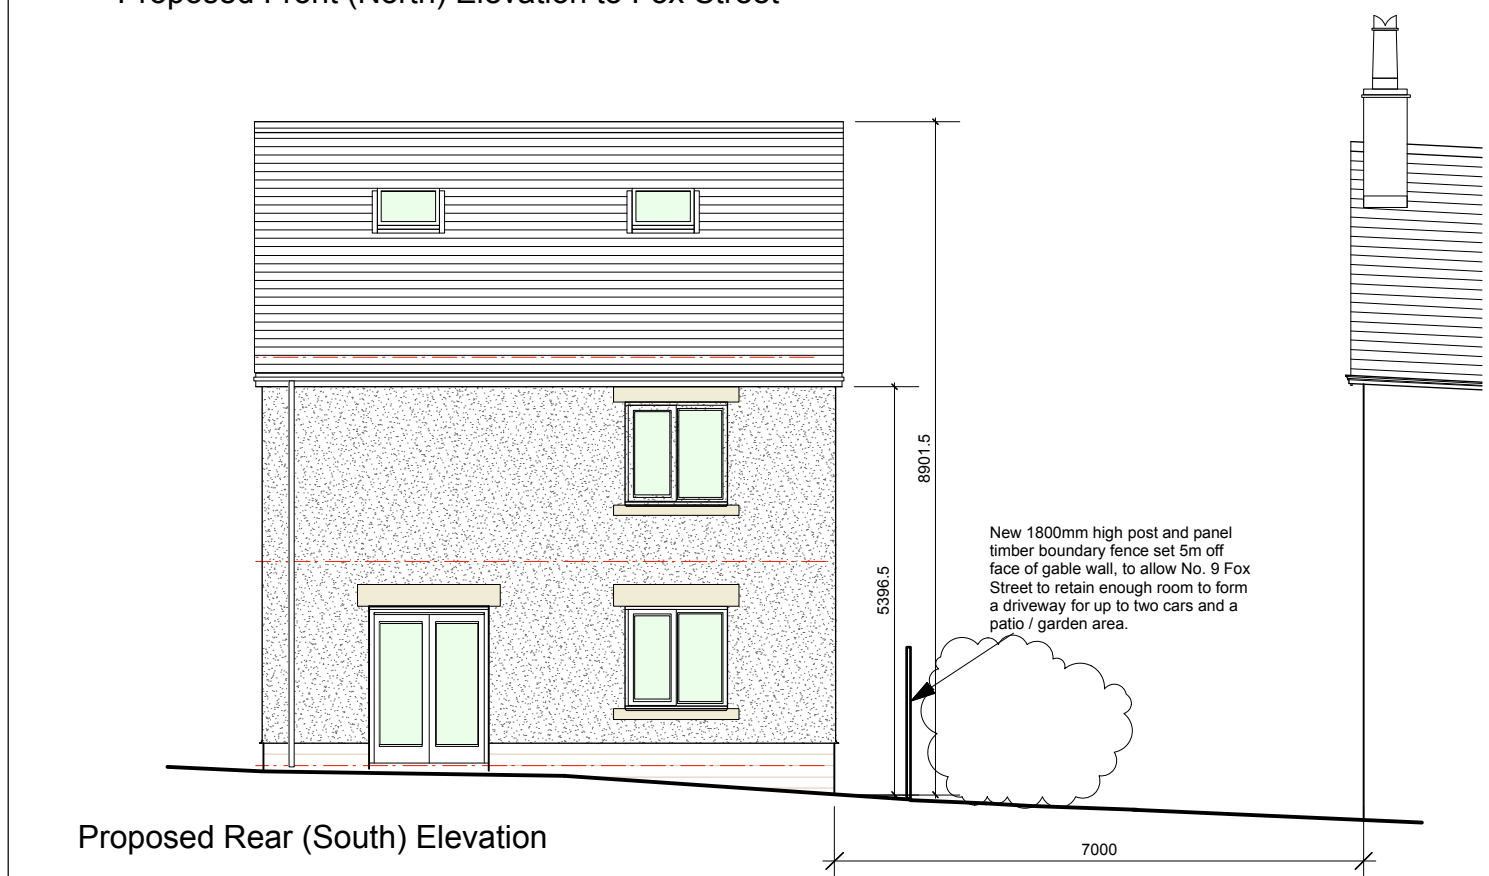 Proposed Front (North) Elevation to Fox Street
8901.5
5396.5
New 1800mm high post and panel
timber boundary fence set 5m off
face of gable wall, to allow No. 9 Fox
Street to retain enough room to form
a driveway for up to two cars and a
patio / garden area.
Proposed Rear (South) Elevation
7000